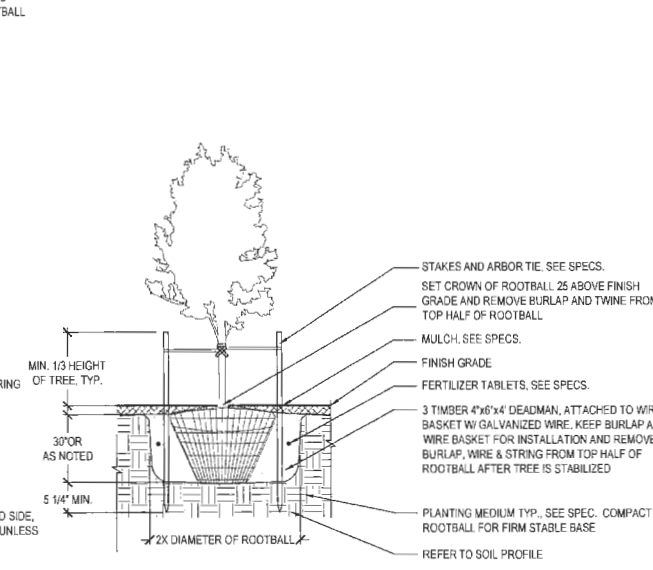 STAKES AND ARBOR TIE, SEE SPECS.
SET CROWN OF ROOTBALL 25 ABOVE FINISH
GRADE AND REMOVE BURLAP AND TWINE FROM
TOP HALF OF ROOTBALL
MULCH, SEE SPECS.
FINISH GRADE
FERTILIZER TABLETS, SEE SPECS.
3 TIMBER 4"x6"x4' DEADMAN, ATTACHED TO WIR
BASKET W/ GALVANIZED WIRE. KEEP BURLAP A
WIRE BASKET FOR INSTALLATION AND REMOVE
BURLAP, WIRE & STRING FROM TOP HALF OF
ROOTBALL AFTER TREE IS STABILIZED
PLANTING MEDIUM TYP., SEE SPEC. COMPACT
ROOTBALL FOR FIRM STABLE BASE
REFER TO SOIL PROFILE
MIN. 1/3 HEIGHT
OF TREE, TYP.
30"OR
AS NOTED
5 1/4" MIN.
2X DIAMETER OF ROOTBALL
TBALL
RING
D SIDE,
UNLESS